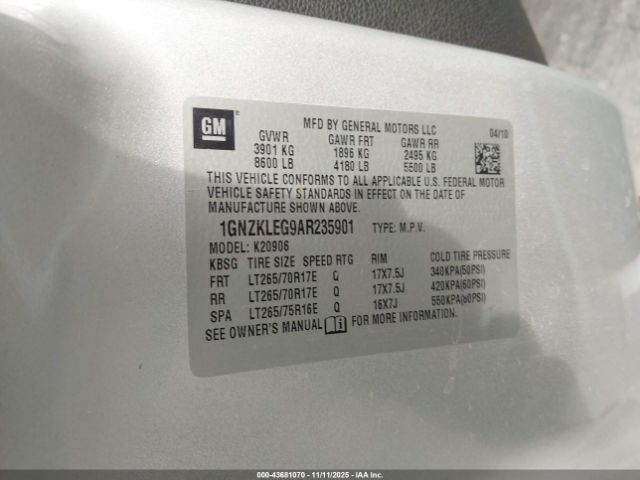 GM
®
MFD BY GENERAL MOTORS LLC 04/10
GVWR GAWR FRT GAWR RR
3901 KG 1896 KG 2495 KG
8600 LB 4180 LB 5500 LB
THIS VEHICLE CONFORMS TO ALL APPLICABLE U.S. FEDERAL MOTOR
VEHICLE SAFETY STANDARDS IN EFFECT ON THE DATE OF
MANUFACTURE SHOWN ABOVE.
1GNZKLEG9AR235901 TYPE: M.P.V.
MODEL: K20906
KBSG TIRE SIZE SPEED RTG RIM COLD TIRE PRESSURE
FRT LT265/70R17E Q 17X7.5J 340KPA(50PSI)
RR LT265/70R17E Q 17X7.5J 420KPA(60PSI)
SPA LT265/75R16E Q 16X7J 550KPA(80PSI)
SEE OWNER'S MANUAL i FOR MORE INFORMATION.
000-43681070 - 11/11/2025 - IAA Inc.